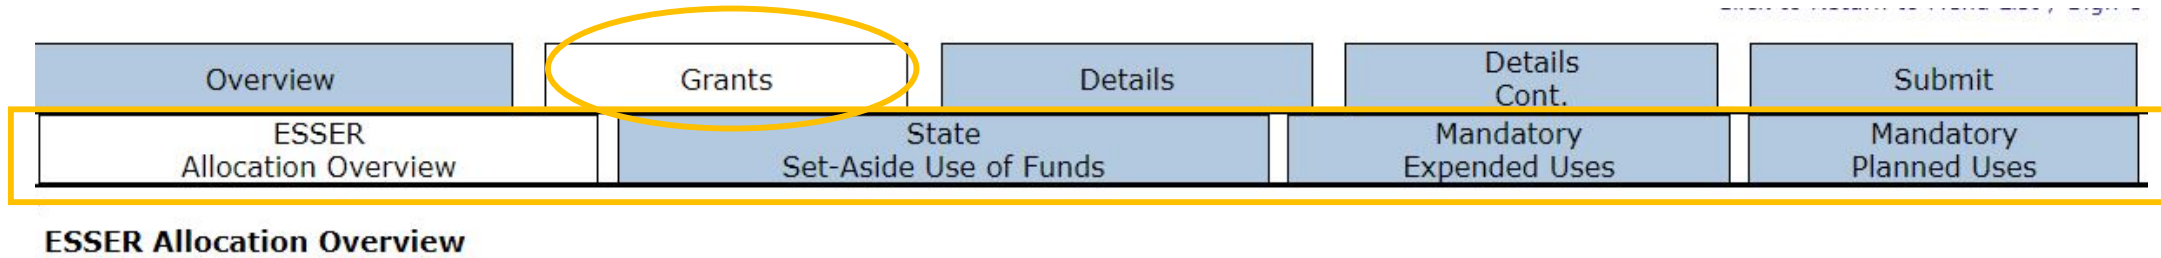 Overview
Grants
Details
Details
Cont.
Submit
ESSER
Allocation Overview
State
Set-Aside Use of Funds
Mandatory
Expended Uses
Mandatory
Planned Uses
ESSER Allocation Overview